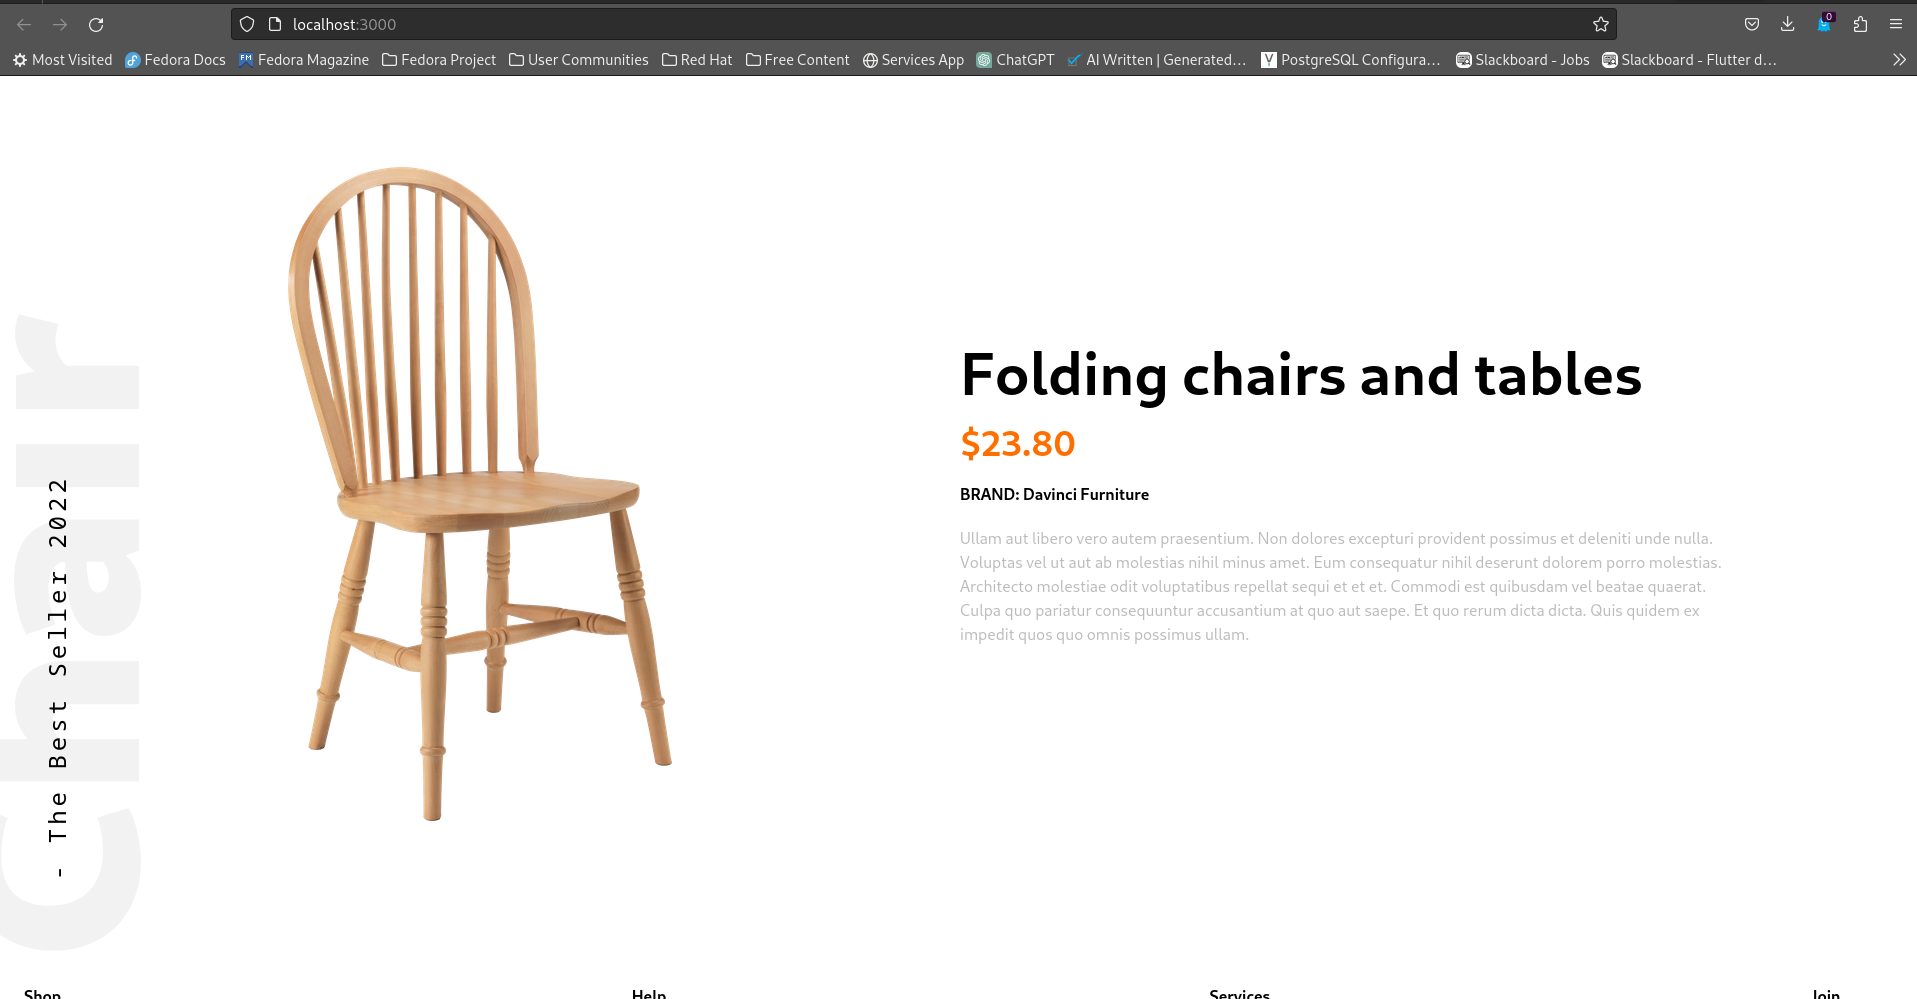 localhost:3000
0
Most Visited Fedora Docs FM Fedora Magazine Fedora Project User Communities Red Hat Free Content Services App ChatGPT AI Written | Generated... V PostgreSQL Configura... Slackboard - Jobs Slackboard - Flutter d...
Chair
- The Best Seller 2022
Folding chairs and tables
$23.80
BRAND: Davinci Furniture
Ullam aut libero vero autem praesentium. Non dolores excepturi provident possimus et deleniti unde nulla.
Voluptas vel ut aut ab molestias nihil minus amet. Eum consequatur nihil deserunt dolorem porro molestias.
Architecto molestiae odit voluptatibus repellat sequi et et et. Commodi est quibusdam vel beatae quaerat.
Culpa quo pariatur consequuntur accusantium at quo aut saepe. Et quo rerum dicta dicta. Quis quidem ex
impedit quos quo omnis possimus ullam.
Shop Help Services Join